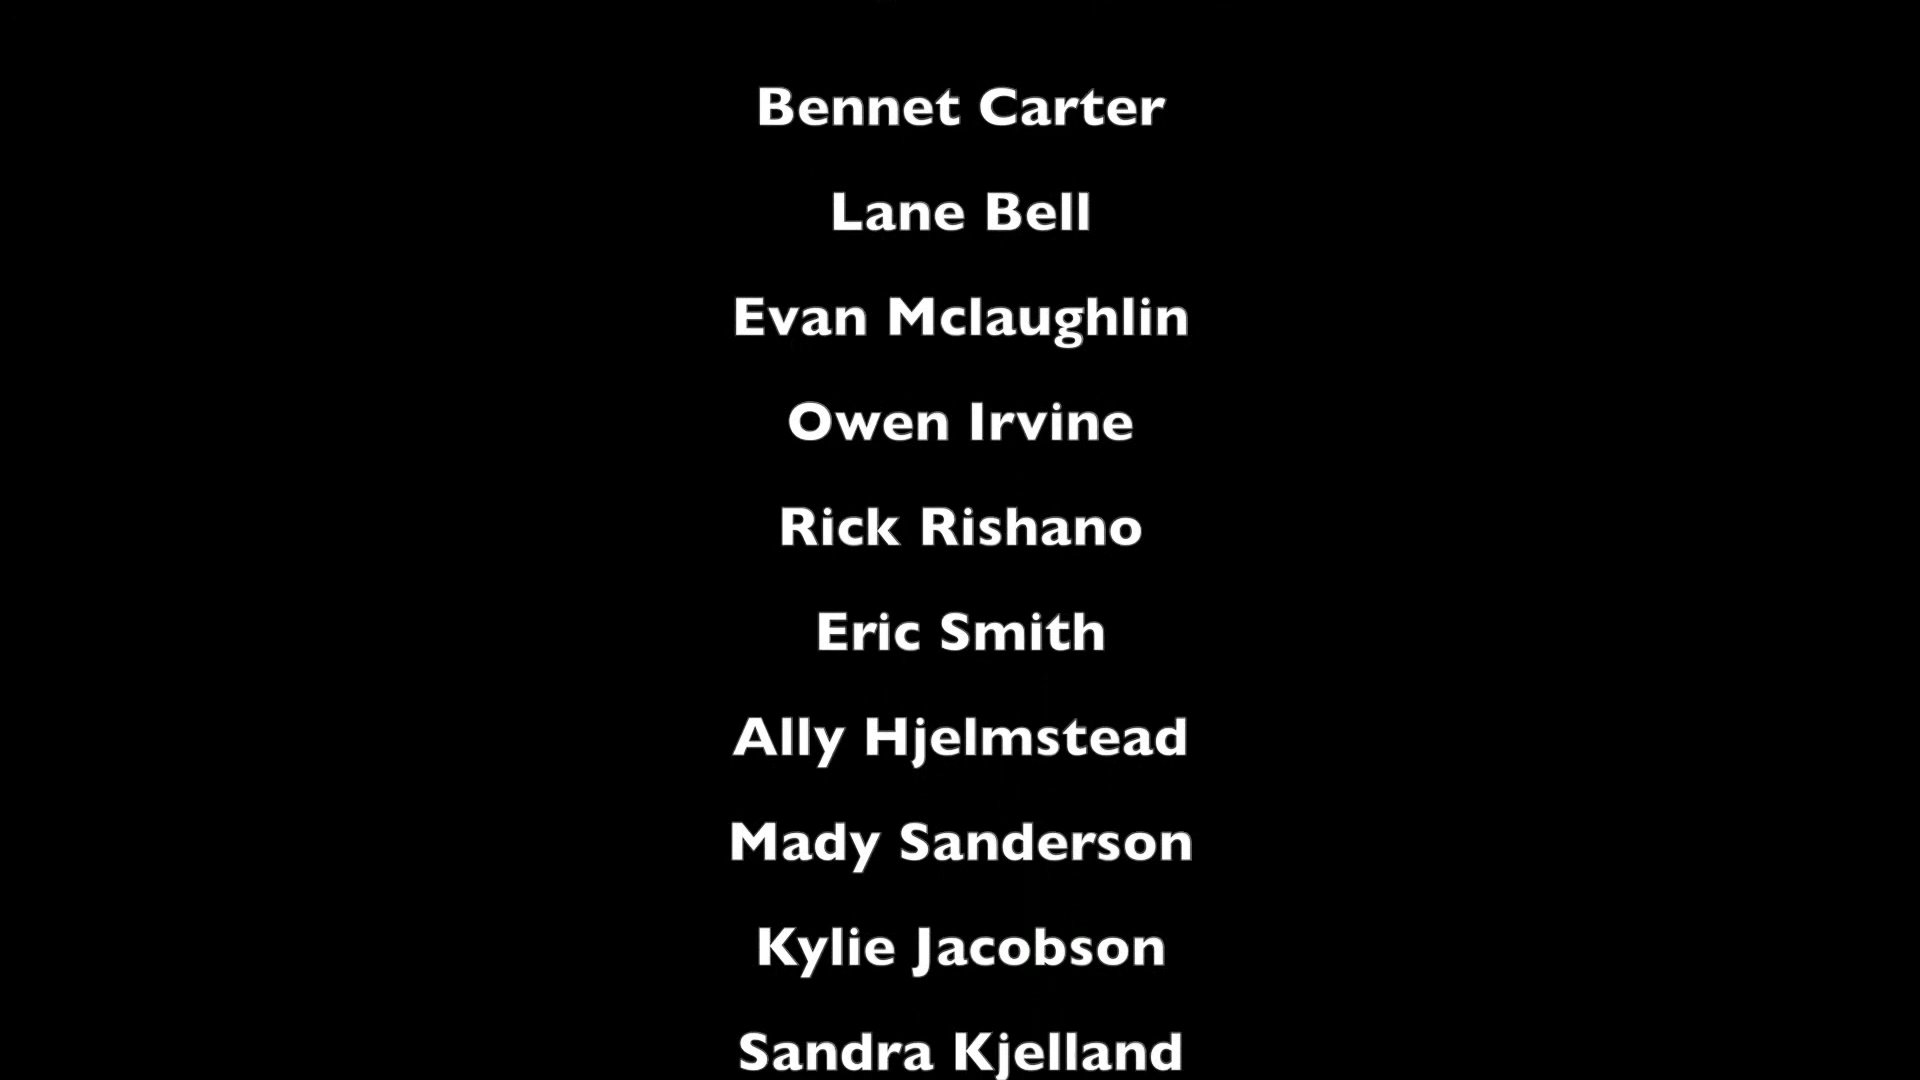 Bennet Carter
Lane Bell
Evan Mclaughlin
Owen Irvine
Rick Rishano
Eric Smith
Ally Hjelmstead
Mady Sanderson
Kylie Jacobson
Sandra Kjelland